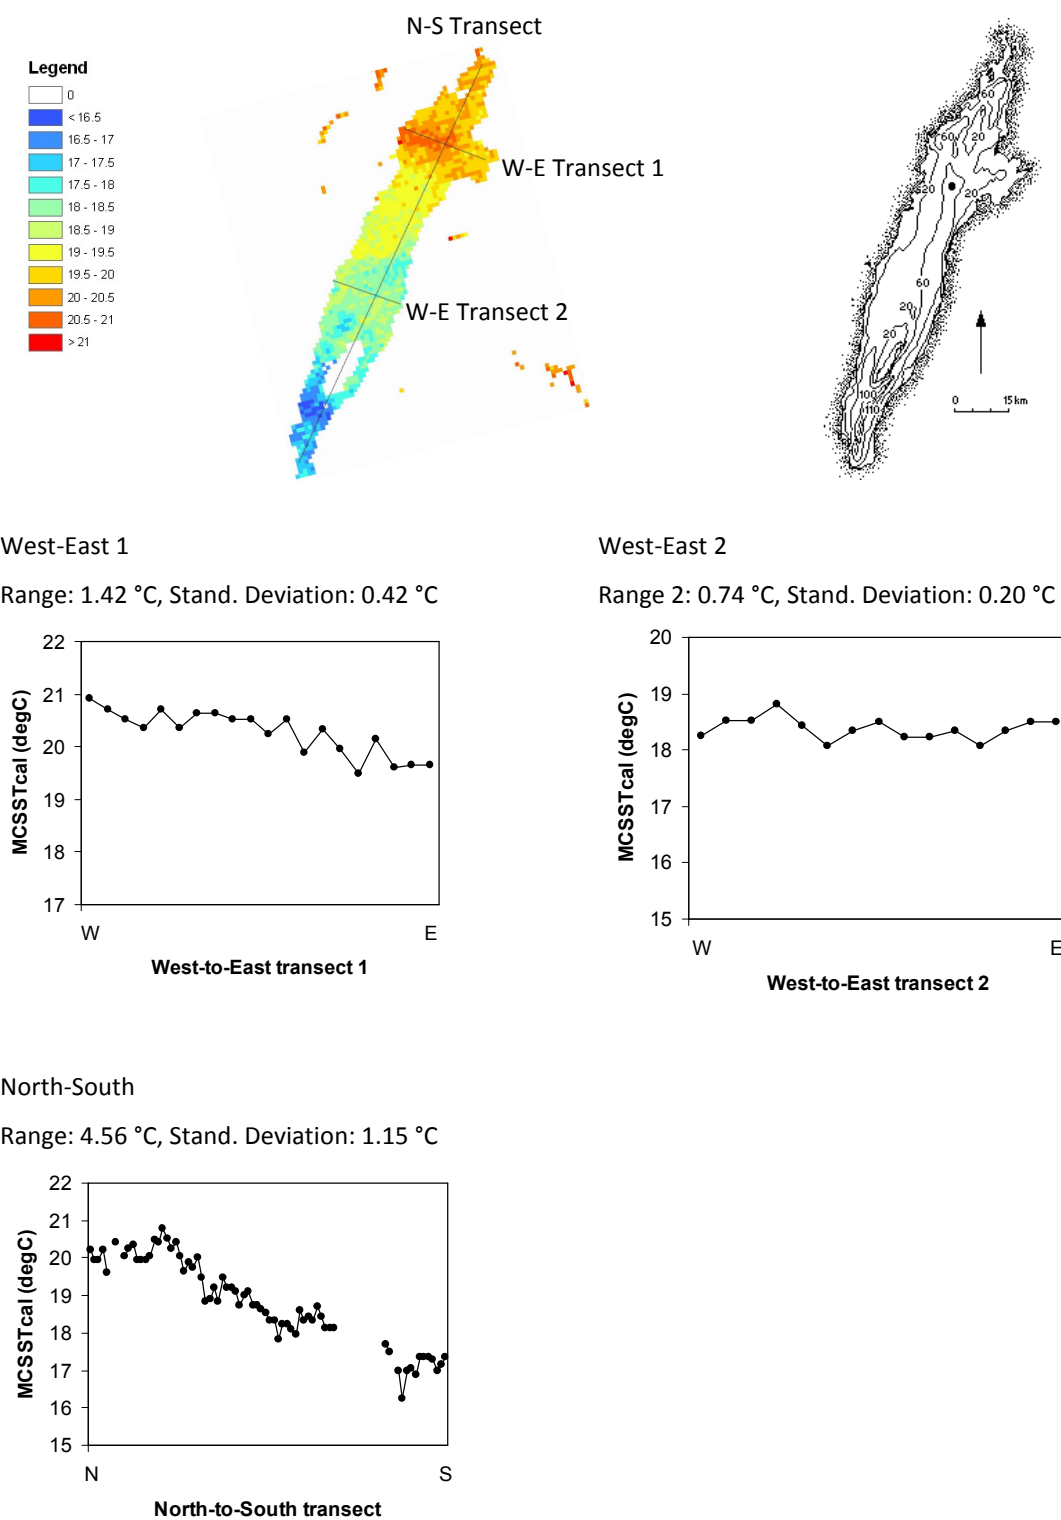 N-S Transect
Legend
0
< 16.5
16.5 - 17
17 - 17.5
17.5 - 18
18 - 18.5
18.5 - 19
19 - 19.5
19.5 - 20
20 - 20.5
20.5 - 21
> 21
W-E Transect 1
W-E Transect 2
60
60 20
20 20
60
20
20
100
110
0 15 km
West-East 1
Range: 1.42 °C, Stand. Deviation: 0.42 °C
22
21
20
19
18
17
MCSSTcal (degC)
W E
West-to-East transect 1
West-East 2
Range 2: 0.74 °C, Stand. Deviation: 0.20 °C
20
19
18
17
16
15
MCSSTcal (degC)
W E
West-to-East transect 2
North-South
Range: 4.56 °C, Stand. Deviation: 1.15 °C
22
21
20
19
18
17
16
15
MCSSTcal (degC)
N S
North-to-South transect